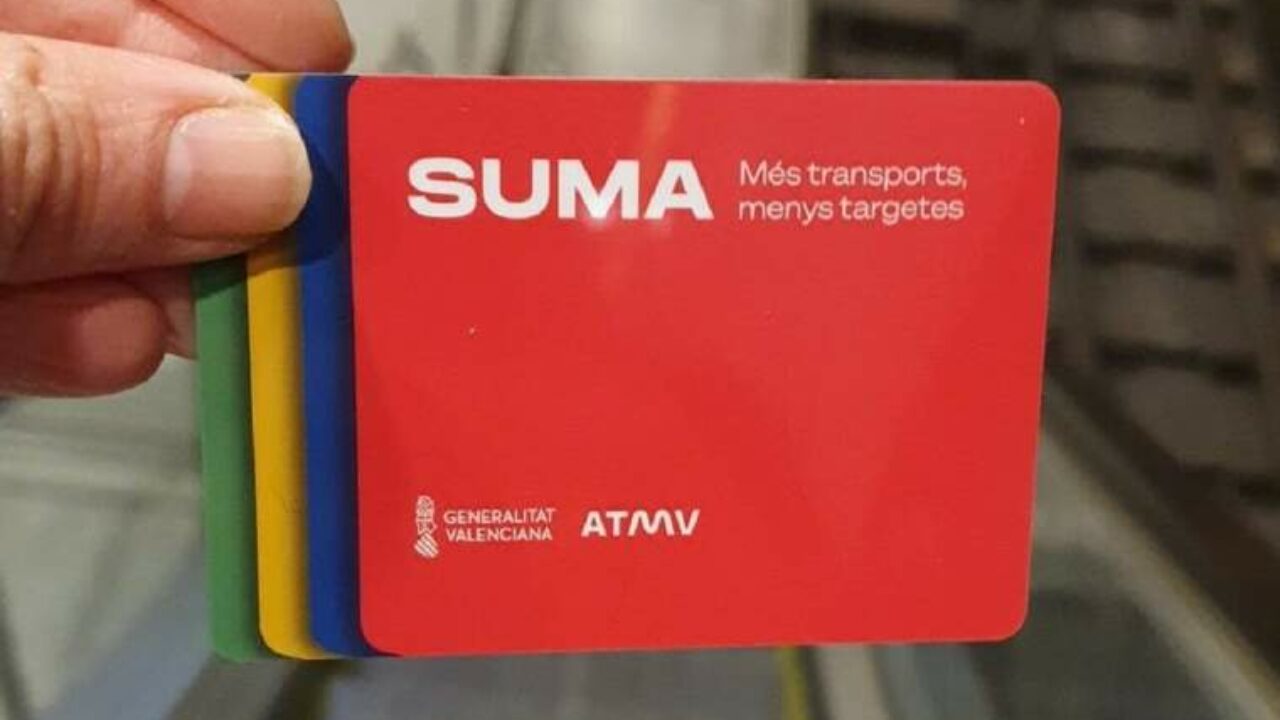 SUMA
Més transports,
menys targetes
GENERALITAT
VALENCIANA
ATMV